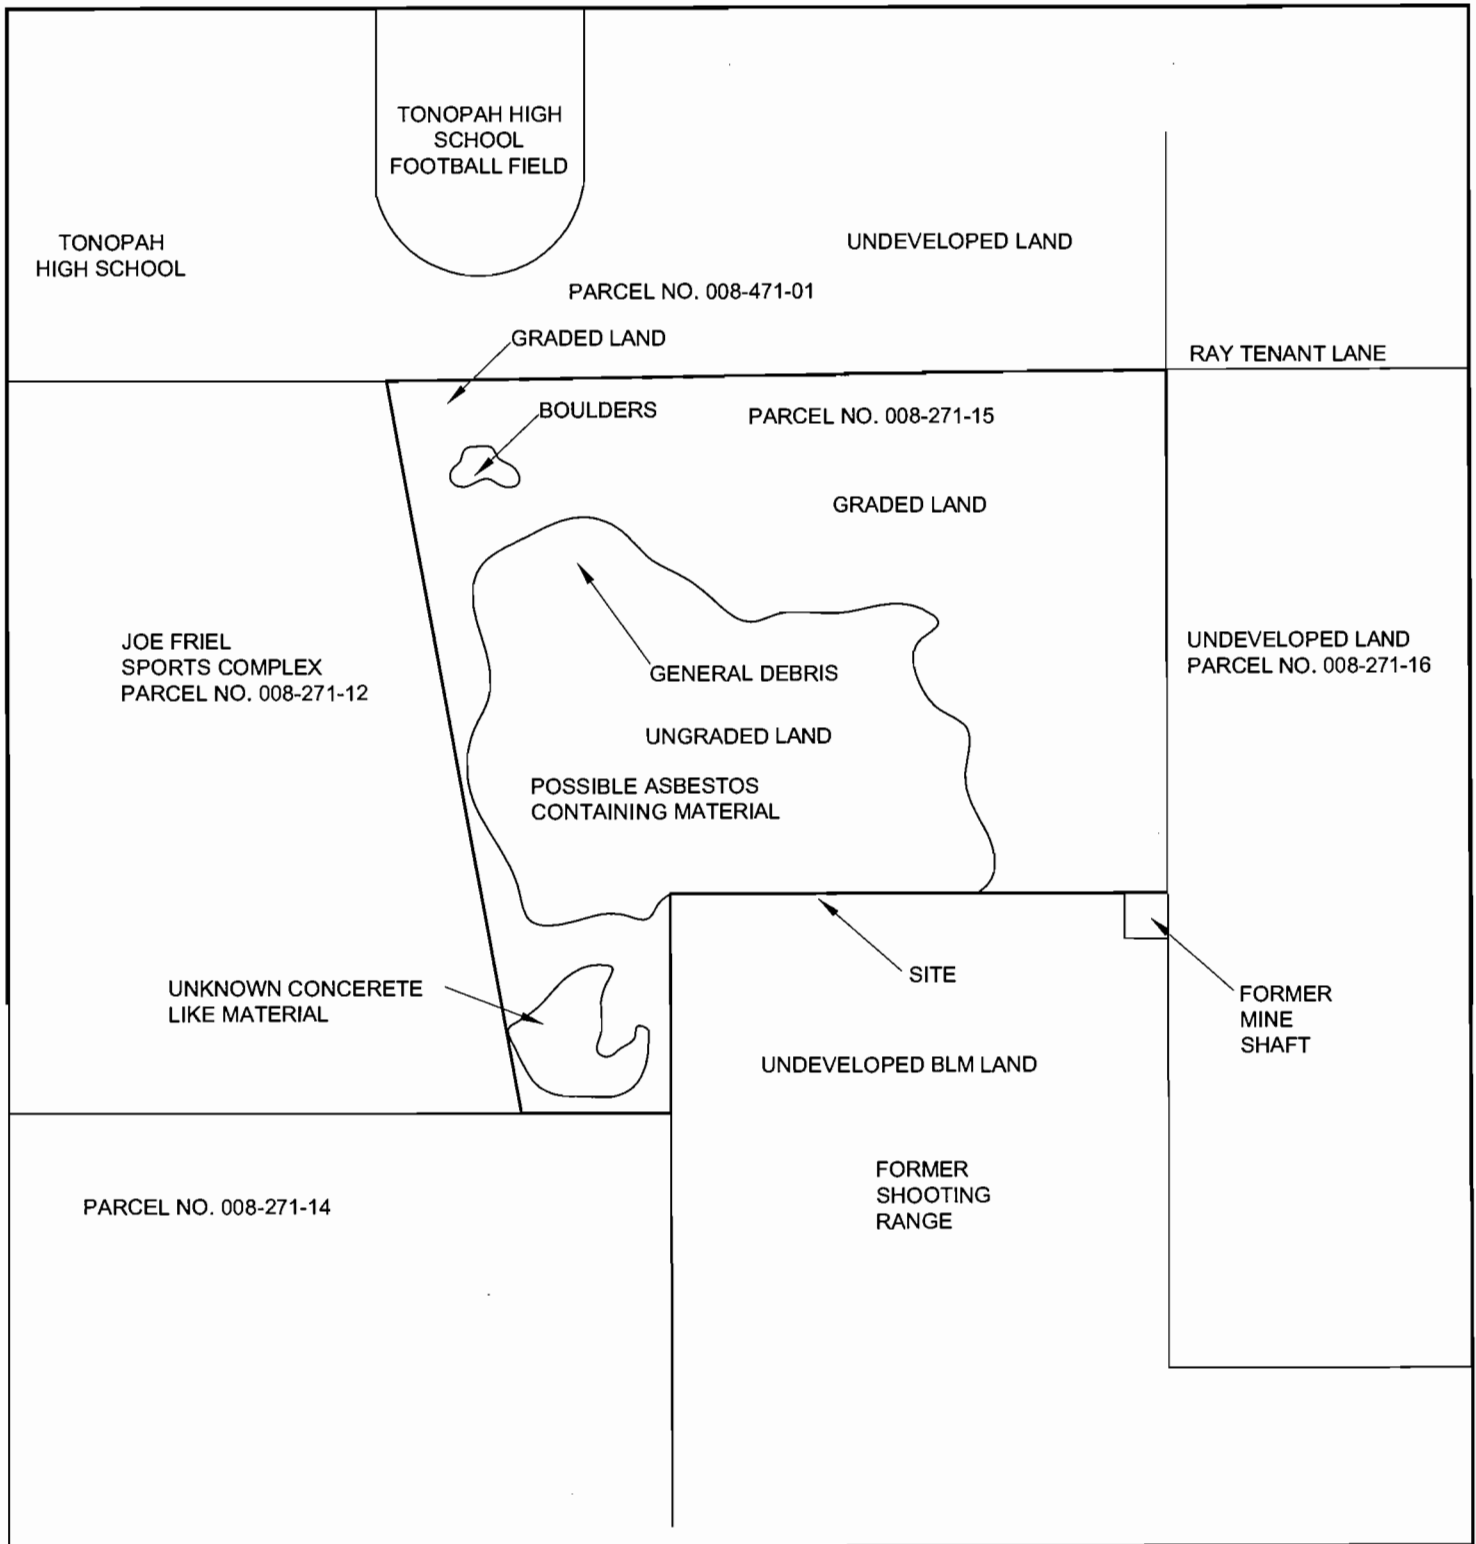 TONOPAH HIGH
SCHOOL
FOOTBALL FIELD
TONOPAH
HIGH SCHOOL
UNDEVELOPED LAND
PARCEL NO. 008-471-01
GRADED LAND
RAY TENANT LANE
BOULDERS
PARCEL NO. 008-271-15
GRADED LAND
JOE FRIEL
SPORTS COMPLEX
PARCEL NO. 008-271-12
UNDEVELOPED LAND
PARCEL NO. 008-271-16
GENERAL DEBRIS
UNGRADED LAND
POSSIBLE ASBESTOS
CONTAINING MATERIAL
SITE
UNKNOWN CONCERETE
LIKE MATERIAL
FORMER
MINE
SHAFT
UNDEVELOPED BLM LAND
FORMER
SHOOTING
RANGE
PARCEL NO. 008-271-14